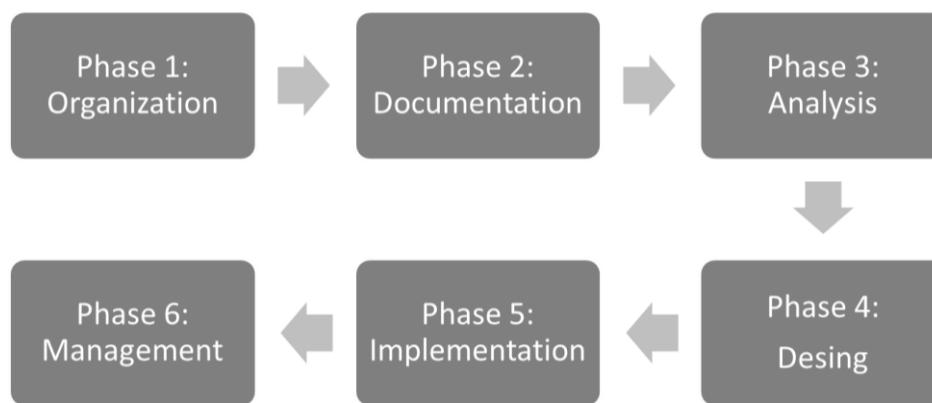 Phase 1:
Organization
Phase 2:
Documentation
Phase 3:
Analysis
Phase 4:
Desing
Phase 5:
Implementation
Phase 6:
Management